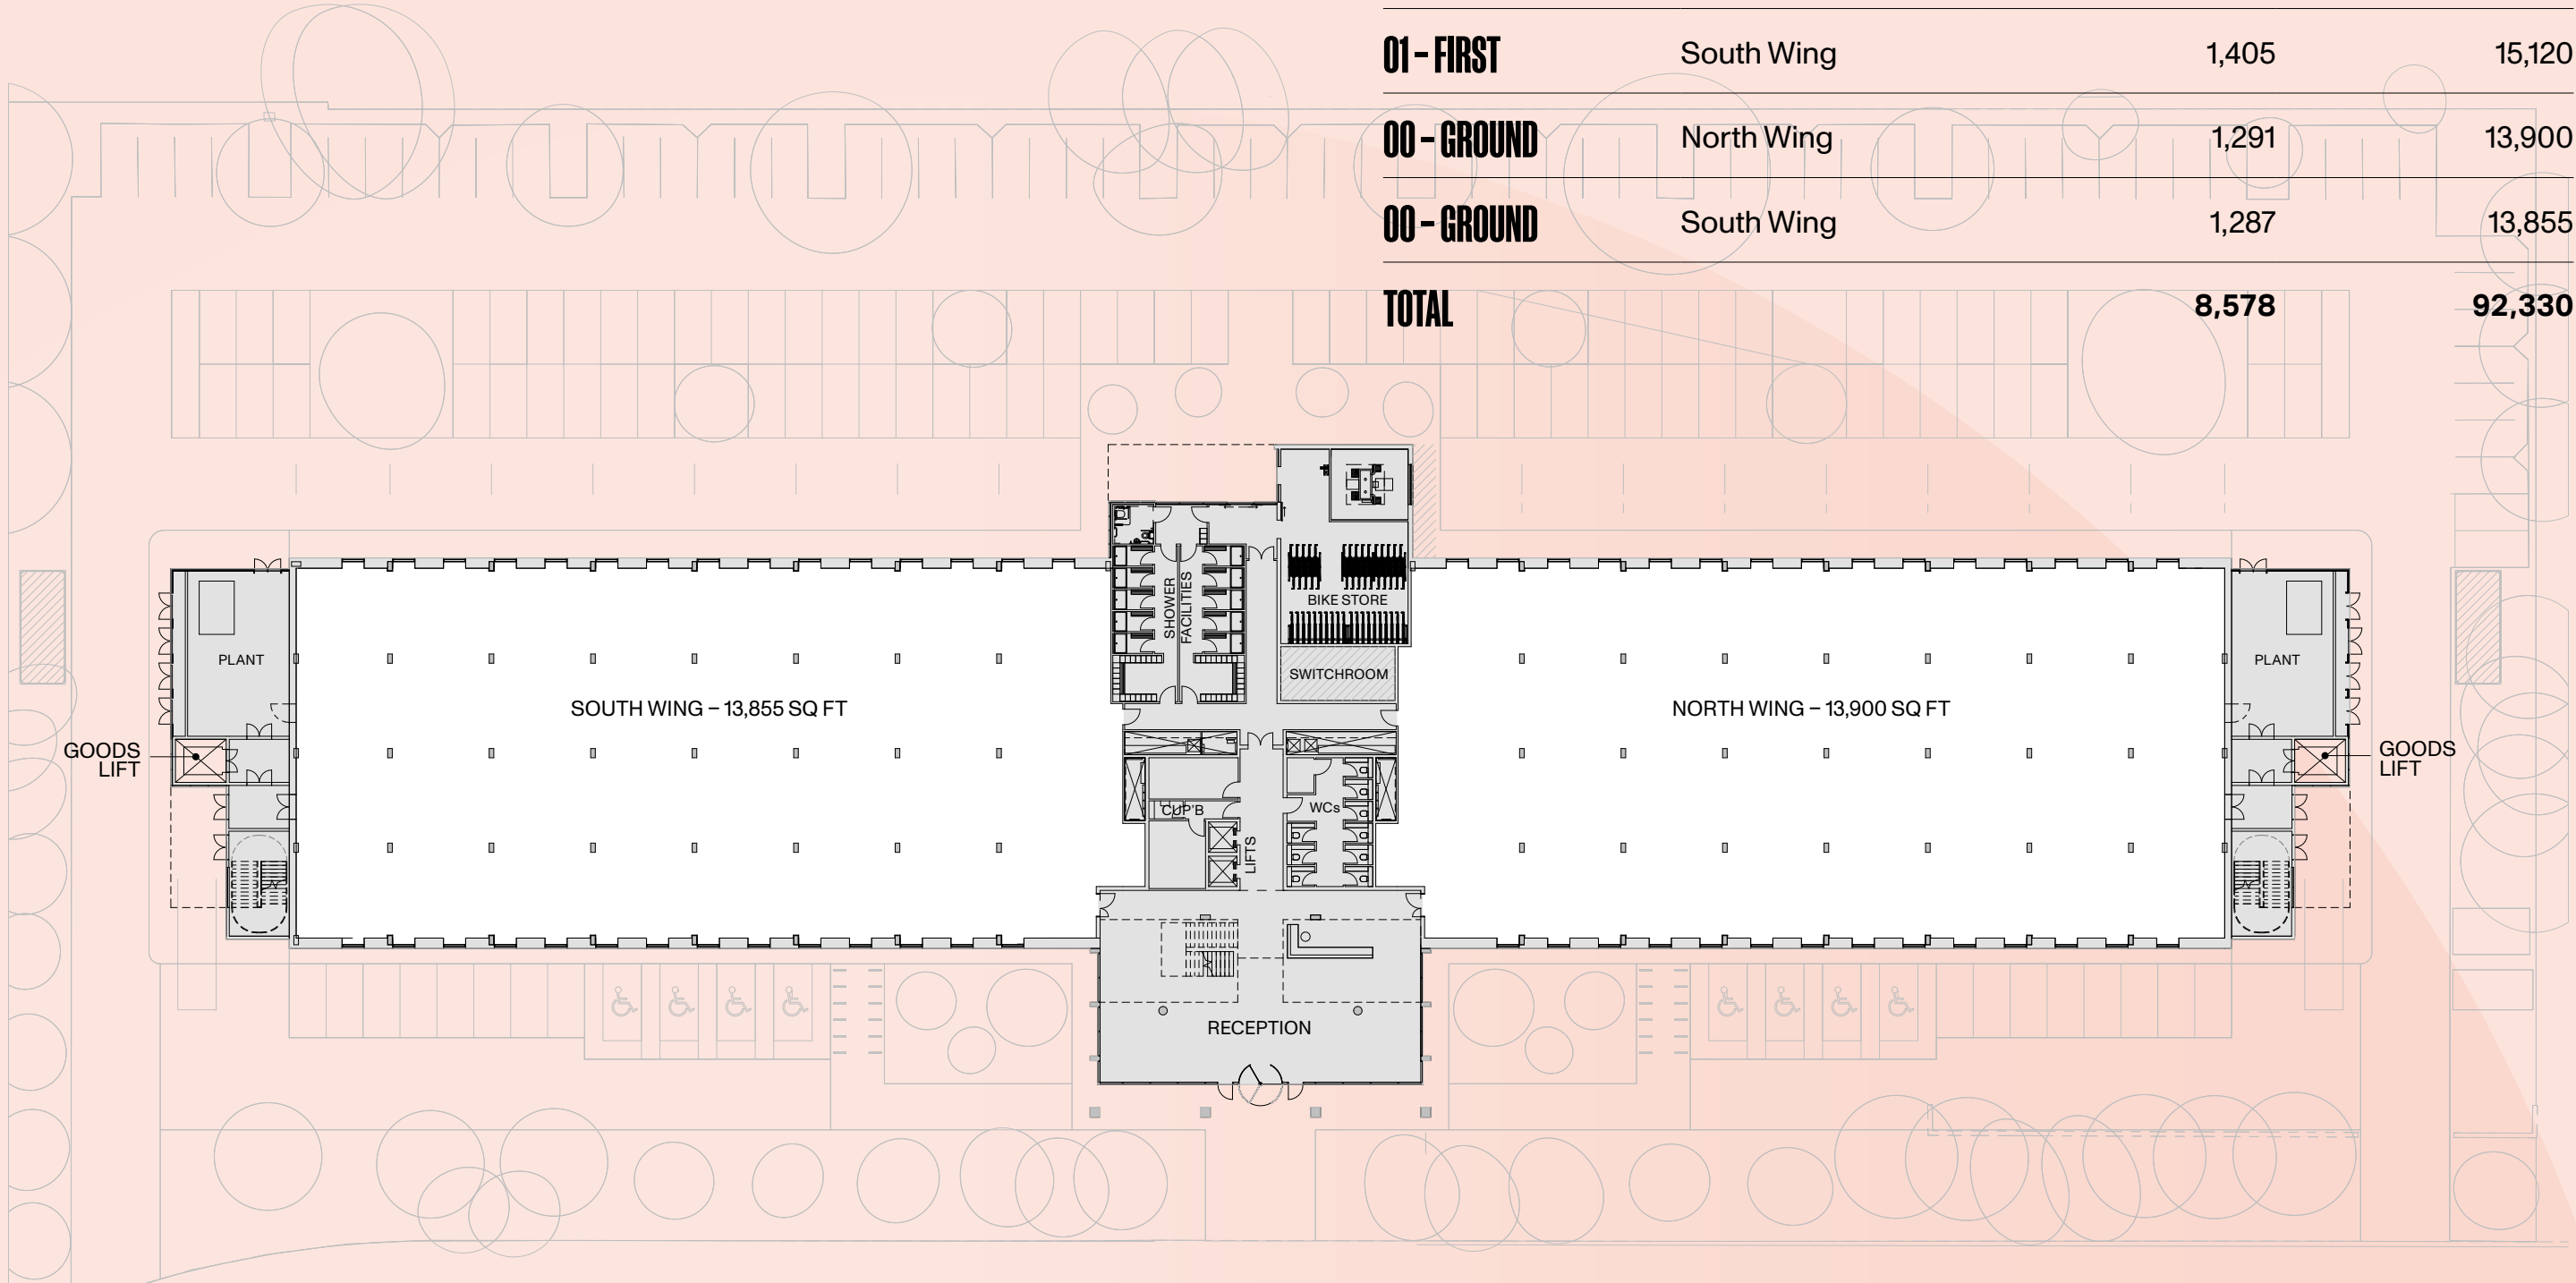 01 – FIRST South Wing 1,405 15,120
00 – GROUND North Wing 1,291 13,900
00 – GROUND South Wing 1,287 13,855
TOTAL 8,578 92,330
SHOWER
FACILITIES
BIKE STORE
SWITCHROOM
PLANT
PLANT
SOUTH WING – 13,855 SQ FT
NORTH WING – 13,900 SQ FT
GOODS
LIFT
GOODS
LIFT
CUP'B
WCs
LIFTS
RECEPTION